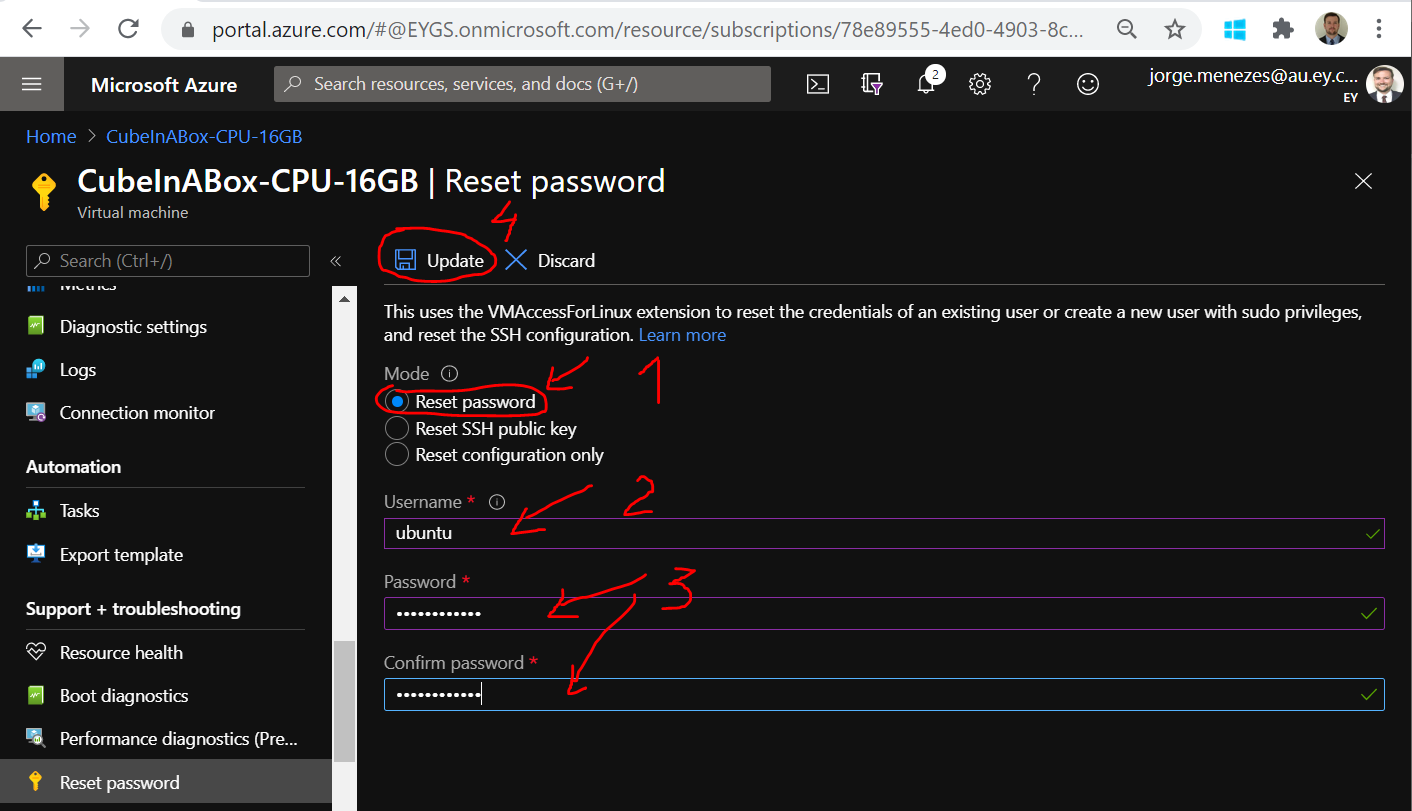 portal.azure.com/#@EYGS.onmicrosoft.com/resource/subscriptions/78e89555-4ed0-4903-8c...
Microsoft Azure
Search resources, services, and docs (G+/)
2
jorge.menezes@au.ey.c...
EY
Home > CubeInABox-CPU-16GB
CubeInABox-CPU-16GB | Reset password
Virtual machine
4
Search (Ctrl+/)
«
Update
Discard
Metrics
Diagnostic settings
Logs
Connection monitor
Automation
Tasks
Export template
Support + troubleshooting
Resource health
Boot diagnostics
Performance diagnostics (Pre...
Reset password
This uses the VMAccessForLinux extension to reset the credentials of an existing user or create a new user with sudo privileges,
and reset the SSH configuration. Learn more
Mode
1
Reset password
Reset SSH public key
Reset configuration only
Username *
2
ubuntu
Password *
3
••••••••••••
Confirm password *
••••••••••••